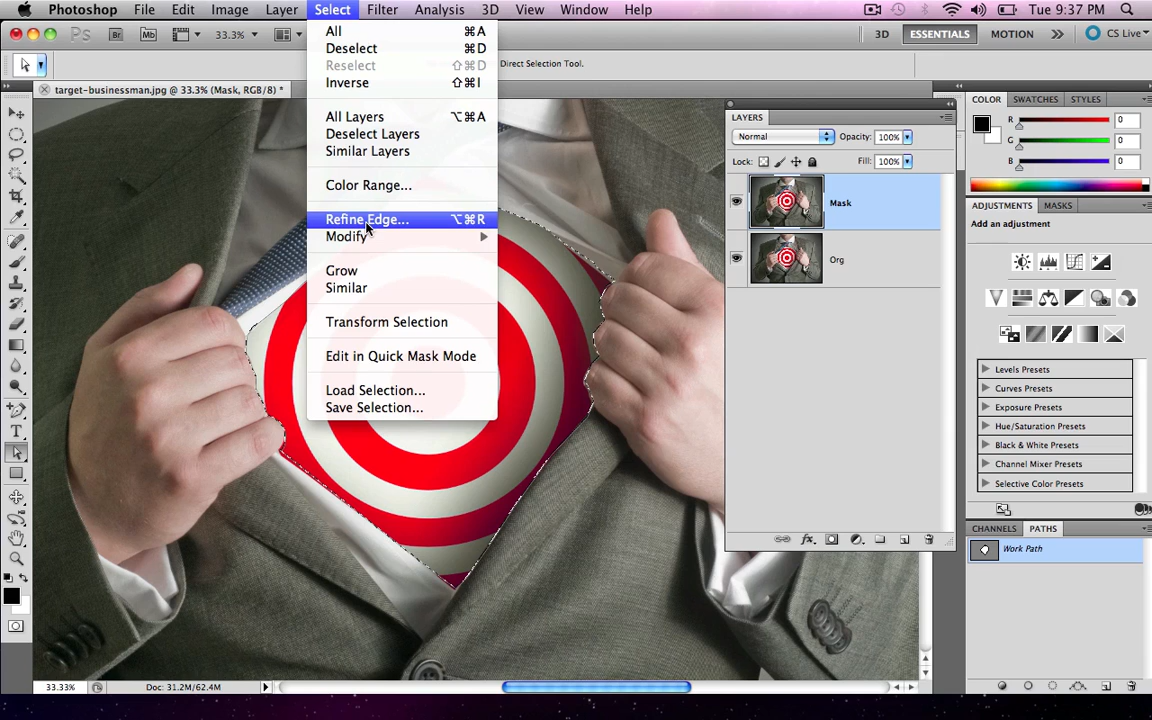 Photoshop File Edit Image Layer Select Filter Analysis 3D View Window Help Tue 9:37 PM
Ps Br Mb 33.3% 3D ESSENTIALS MOTION CS Live
Direct Selection Tool.
target-businessman.jpg @ 33.3% (Mask, RGB/8) *
All ⌘A
Deselect ⌘D
Reselect ⇧⌘D
Inverse ⇧⌘I
All Layers ⌥⌘A
Deselect Layers
Similar Layers
Color Range...
Refine Edge... ⌥⌘R
Modify
Grow
Similar
Transform Selection
Edit in Quick Mask Mode
Load Selection...
Save Selection...
LAYERS
Normal Opacity: 100%
Lock: Fill: 100%
Mask
Org
fx
COLOR SWATCHES STYLES
R 0
G 0
B 0
ADJUSTMENTS MASKS
Add an adjustment
Levels Presets
Curves Presets
Exposure Presets
Hue/Saturation Presets
Black & White Presets
Channel Mixer Presets
Selective Color Presets
CHANNELS PATHS
Work Path
T
33.33% Doc: 31.2M/62.4M